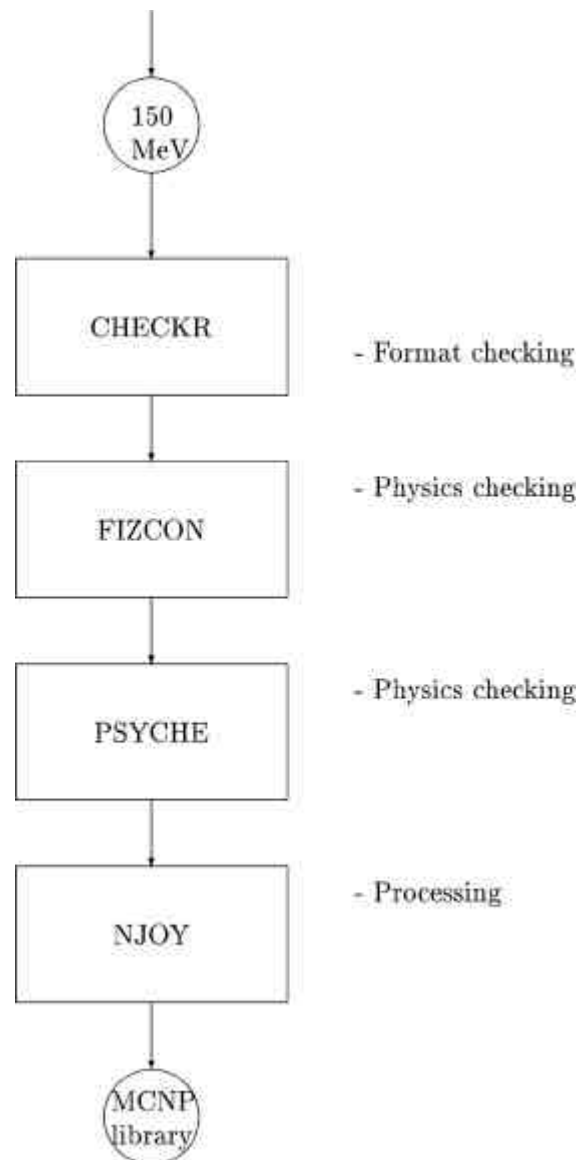 150
MeV
CHECKR
- Format checking
FIZCON
- Physics checking
PSYCHE
- Physics checking
NJOY
- Processing
MCNP
library